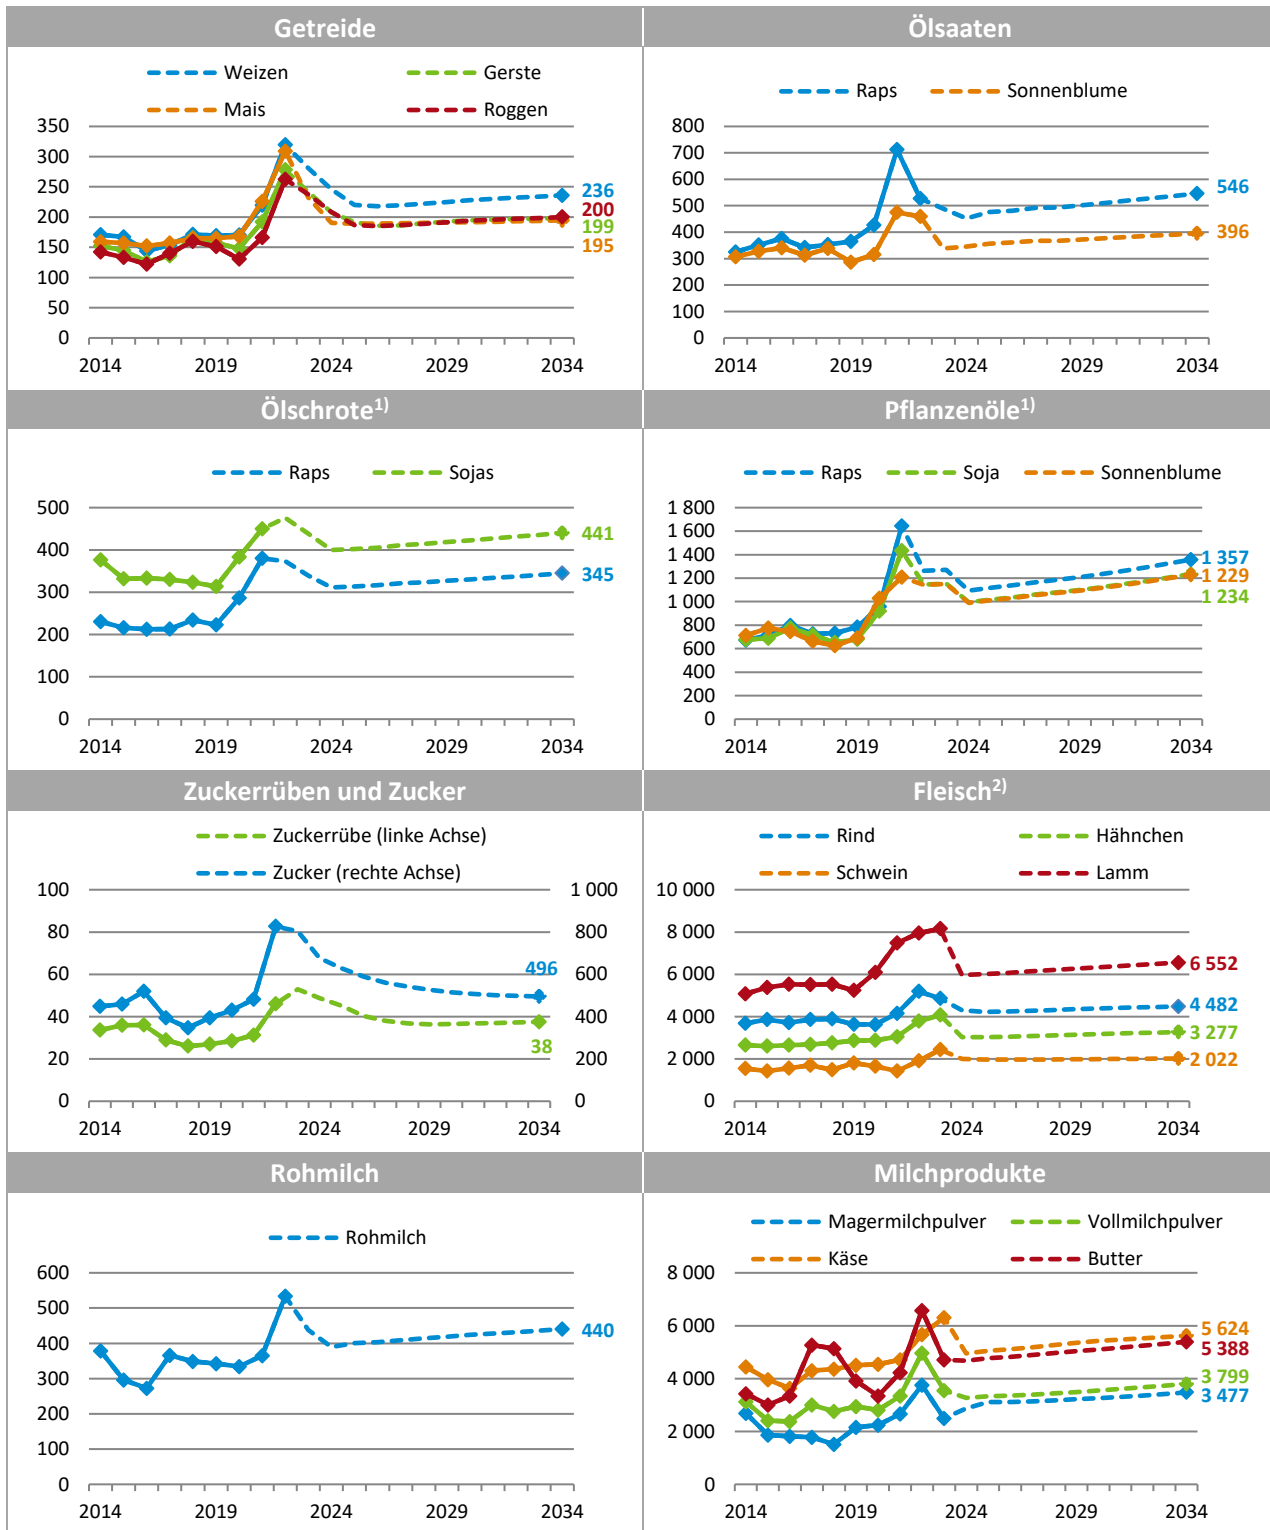 Getreide
Ölsaaten
Weizen Gerste
Mais Roggen
350
300
250
200
150
100
50
0
2014 2019 2024 2029 2034
236
200
199
195
Raps Sonnenblume
800
700
600
500
400
300
200
100
0
2014 2019 2024 2029 2034
546
396
Ölschrote1)
Pflanzenöle1)
Raps Sojas
500
400
300
200
100
0
2014 2019 2024 2029 2034
441
345
Raps Soja Sonnenblume
1 800
1 600
1 400
1 200
1 000
800
600
400
200
0
2014 2019 2024 2029 2034
1 357
1 229
1 234
Zuckerrüben und Zucker
Fleisch2)
Zuckerrübe (linke Achse)
Zucker (rechte Achse)
100 1 000
80 800
60 600
40 400
20 200
0 0
2014 2019 2024 2029 2034
496
38
Rind Hähnchen
Schwein Lamm
10 000
8 000
6 000
4 000
2 000
0
2014 2019 2024 2029 2034
6 552
4 482
3 277
2 022
Rohmilch
Milchprodukte
Rohmilch
600
500
400
300
200
100
0
2014 2019 2024 2029 2034
440
Magermilchpulver Vollmilchpulver
Käse Butter
8 000
6 000
4 000
2 000
0
2014 2019 2024 2029 2034
5 624
5 388
3 799
3 477